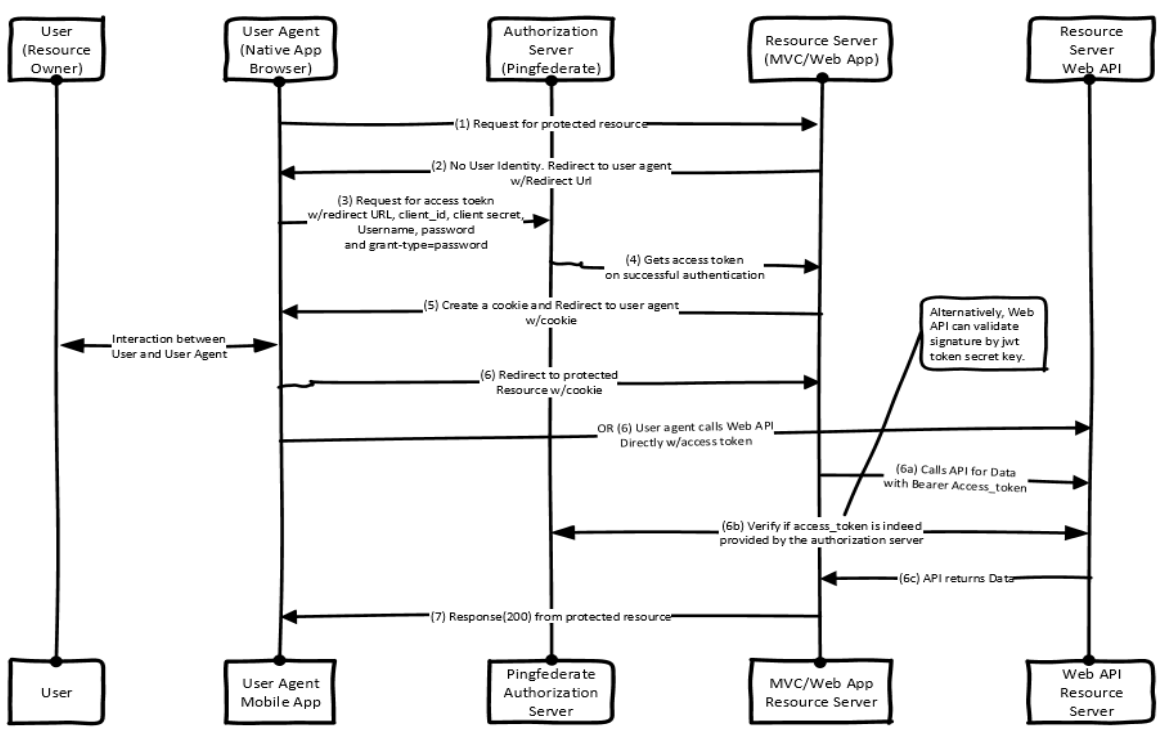 User
(Resource
Owner)
User Agent
(Native App
Browser)
Authorization
Server
(Pingfederate)
Resource Server
(MVC/Web App)
Resource
Server
Web API
(1) Request for protected resource
(2) No User Identity. Redirect to user agent
w/Redirect Url
(3) Request for access toekn
w/redirect URL, client_id, client secret,
Username, password
and grant-type=password
(4) Gets access token
on successful authentication
(5) Create a cookie and Redirect to user agent
w/cookie
Alternatively, Web
API can validate
signature by jwt
token secret key.
Interaction between
User and User Agent
(6) Redirect to protected
Resource w/cookie
OR (6) User agent calls Web API
Directly w/access token
(6a) Calls API for Data
with Bearer Access_token
(6b) Verify if access_token is indeed
provided by the authorization server
(6c) API returns Data
(7) Response(200) from protected resource
User
User Agent
Mobile App
Pingfederate
Authorization
Server
MVC/Web App
Resource Server
Web API
Resource
Server